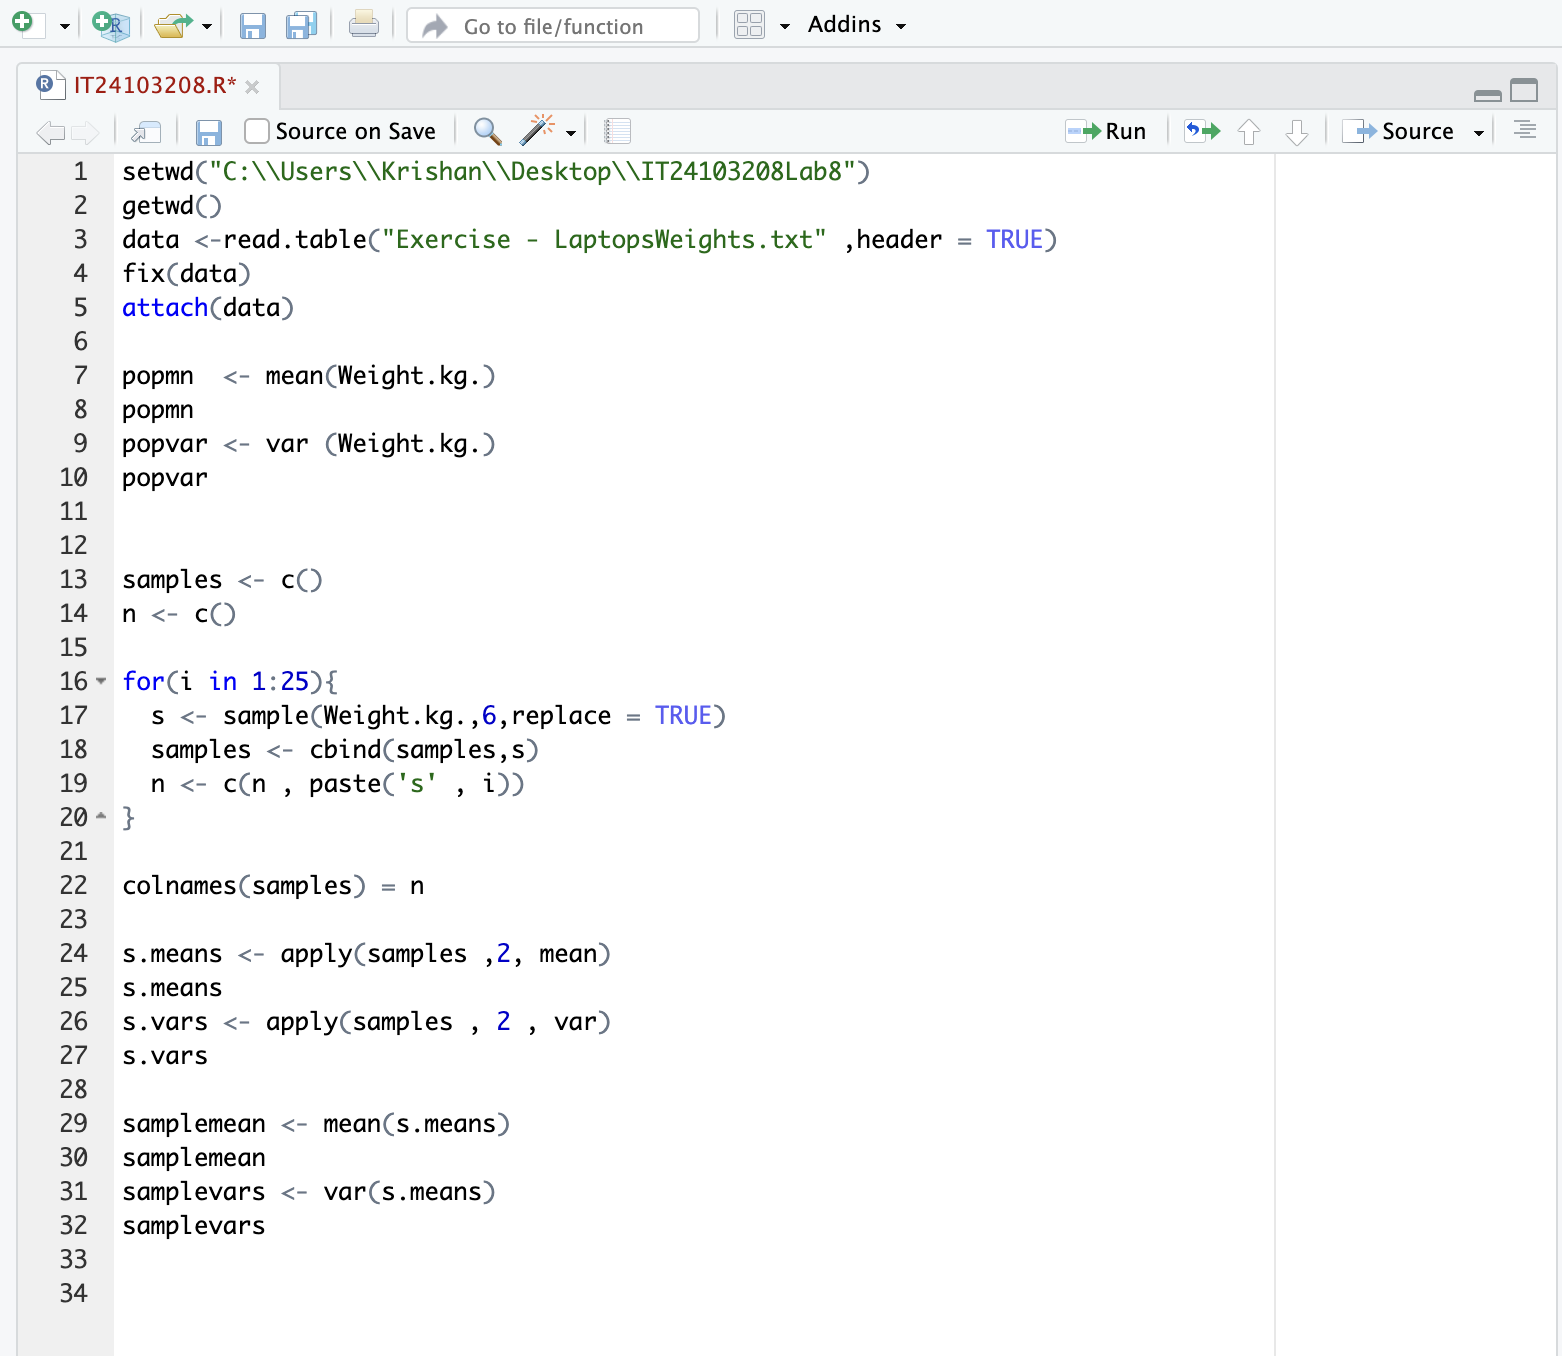 Go to file/function
Addins
IT24103208.R*
Source on Save
Run
Source
1 setwd("C:\\Users\\Krishan\\Desktop\\IT24103208Lab8")
2 getwd()
3 data <-read.table("Exercise - LaptopsWeights.txt" ,header = TRUE)
4 fix(data)
5 attach(data)
6
7 popmn  <- mean(Weight.kg.)
8 popmn
9 popvar <- var (Weight.kg.)
10 popvar
11
12
13 samples <- c()
14 n <- c()
15
16 for(i in 1:25){
17   s <- sample(Weight.kg.,6,replace = TRUE)
18   samples <- cbind(samples,s)
19   n <- c(n , paste('s' , i))
20 }
21
22 colnames(samples) = n
23
24 s.means <- apply(samples ,2, mean)
25 s.means
26 s.vars <- apply(samples , 2 , var)
27 s.vars
28
29 samplemean <- mean(s.means)
30 samplemean
31 samplevars <- var(s.means)
32 samplevars
33
34